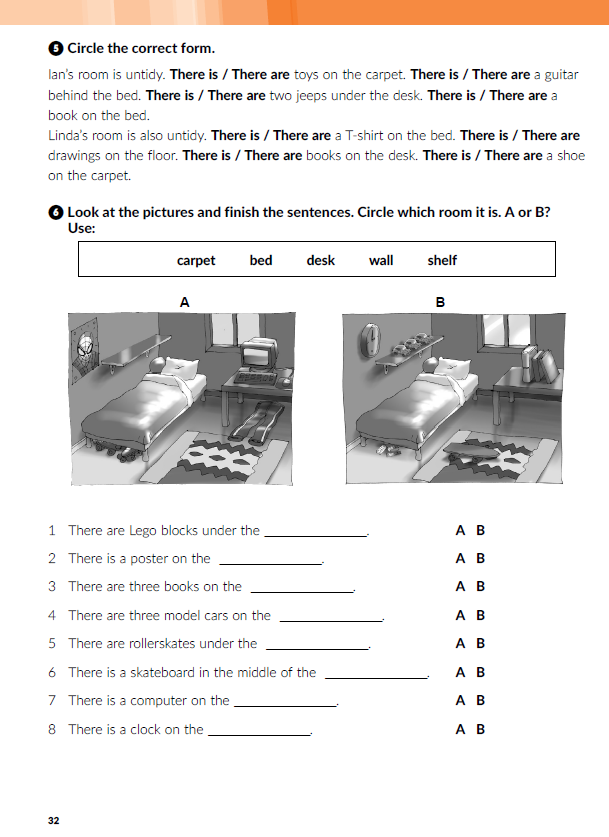 5 Circle the correct form.
Ian's room is untidy. There is / There are toys on the carpet. There is / There are a guitar
behind the bed. There is / There are two jeeps under the desk. There is / There are a
book on the bed.
Linda's room is also untidy. There is / There are a T-shirt on the bed. There is / There are
drawings on the floor. There is / There are books on the desk. There is / There are a shoe
on the carpet.
6 Look at the pictures and finish the sentences. Circle which room it is. A or B?
Use:
carpet bed desk wall shelf
A B
1 There are Lego blocks under the ______________. A B
2 There is a poster on the ______________. A B
3 There are three books on the ______________. A B
4 There are three model cars on the ______________. A B
5 There are rollerskates under the ______________. A B
6 There is a skateboard in the middle of the ______________. A B
7 There is a computer on the ______________. A B
8 There is a clock on the ______________. A B
32